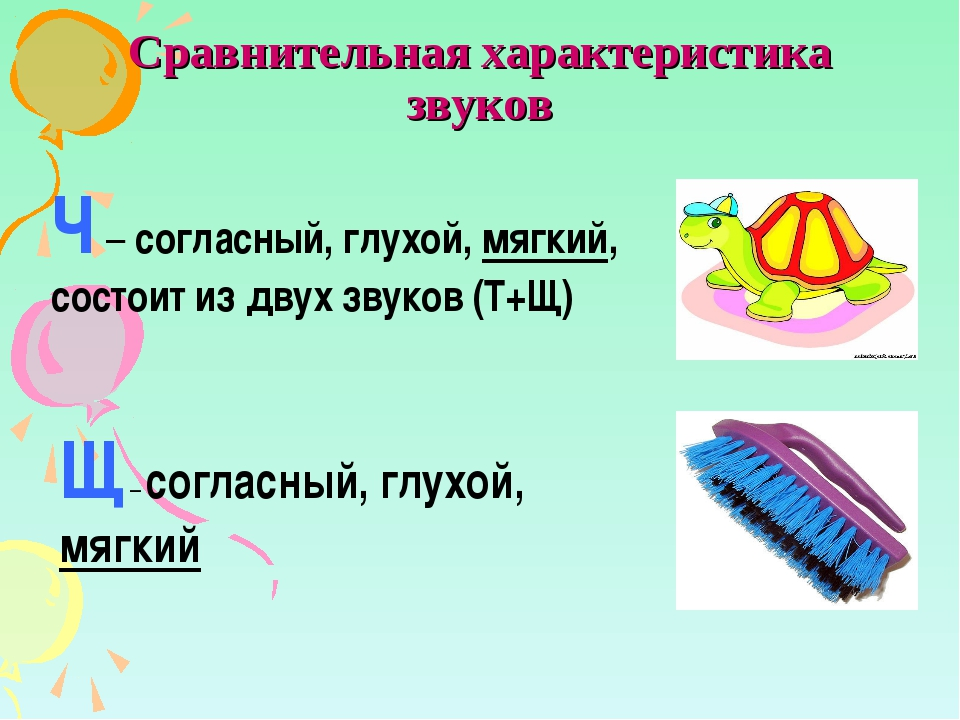 Сравнительная характеристика
звуков
Ч – согласный, глухой, мягкий,
состоит из двух звуков (Т+Щ)
Щ – согласный, глухой,
мягкий